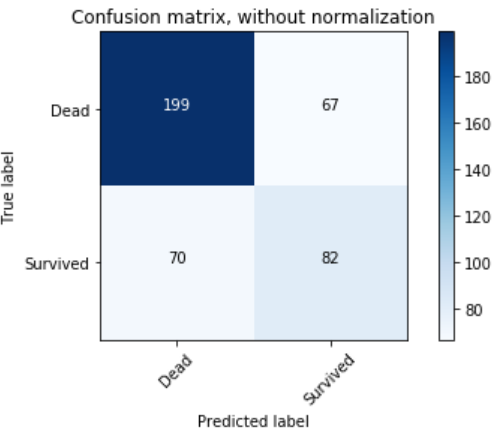 Confusion matrix, without normalization
Dead
199
67
180
160
140
120
100
80
True label
Survived
70
82
Dead
Survived
Predicted label